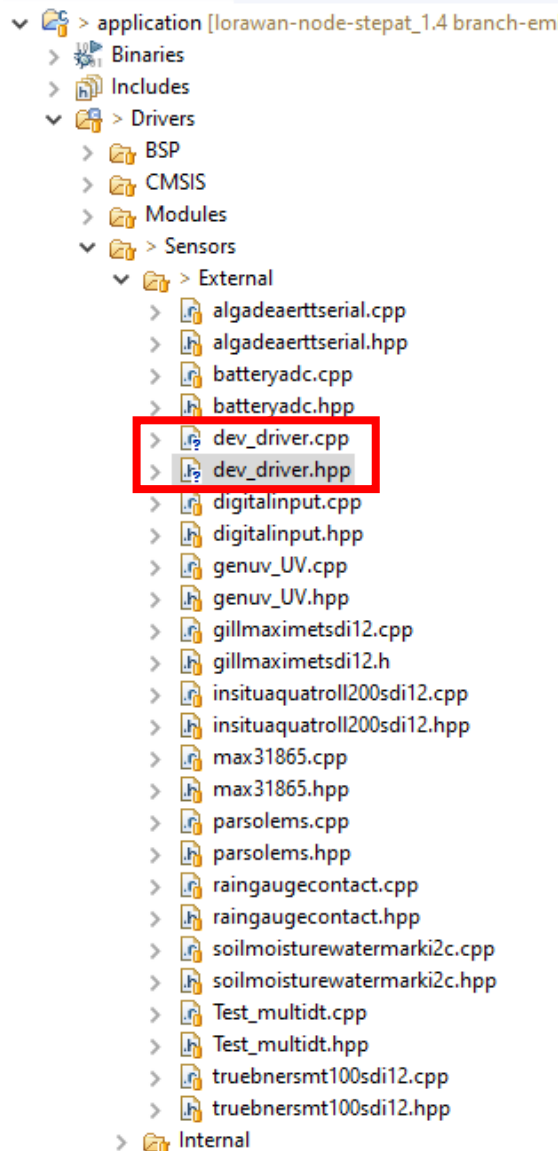 > application [lorawan-node-stepat_1.4 branch-em
Binaries
Includes
> Drivers
BSP
CMSIS
Modules
> Sensors
> External
algadeaerttserial.cpp
algadeaerttserial.hpp
batteryadc.cpp
batteryadc.hpp
dev_driver.cpp
dev_driver.hpp
digitalinput.cpp
digitalinput.hpp
genuv_UV.cpp
genuv_UV.hpp
gillmaximetsdi12.cpp
gillmaximetsdi12.h
insituaquatroll200sdi12.cpp
insituaquatroll200sdi12.hpp
max31865.cpp
max31865.hpp
parsolems.cpp
parsolems.hpp
raingaugecontact.cpp
raingaugecontact.hpp
soilmoisturewatermarki2c.cpp
soilmoisturewatermarki2c.hpp
Test_multidt.cpp
Test_multidt.hpp
truebnersmt100sdi12.cpp
truebnersmt100sdi12.hpp
Internal